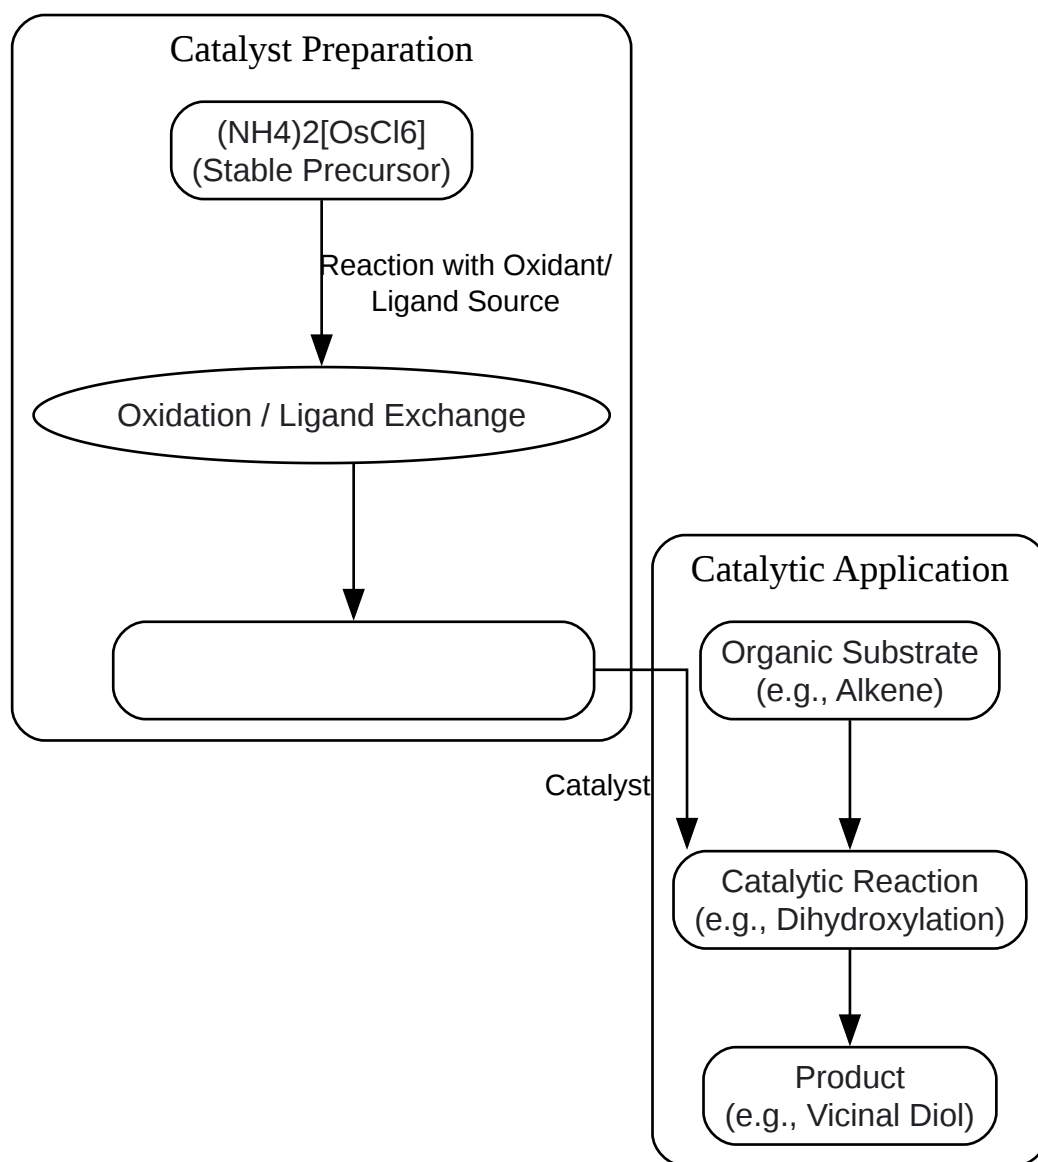 Catalyst Preparation
(NH4)2[OsCl6]
(Stable Precursor)
Reaction with Oxidant/
Ligand Source
Oxidation / Ligand Exchange
Catalytic Application
Organic Substrate
(e.g., Alkene)
Catalyst
Catalytic Reaction
(e.g., Dihydroxylation)
Product
(e.g., Vicinal Diol)